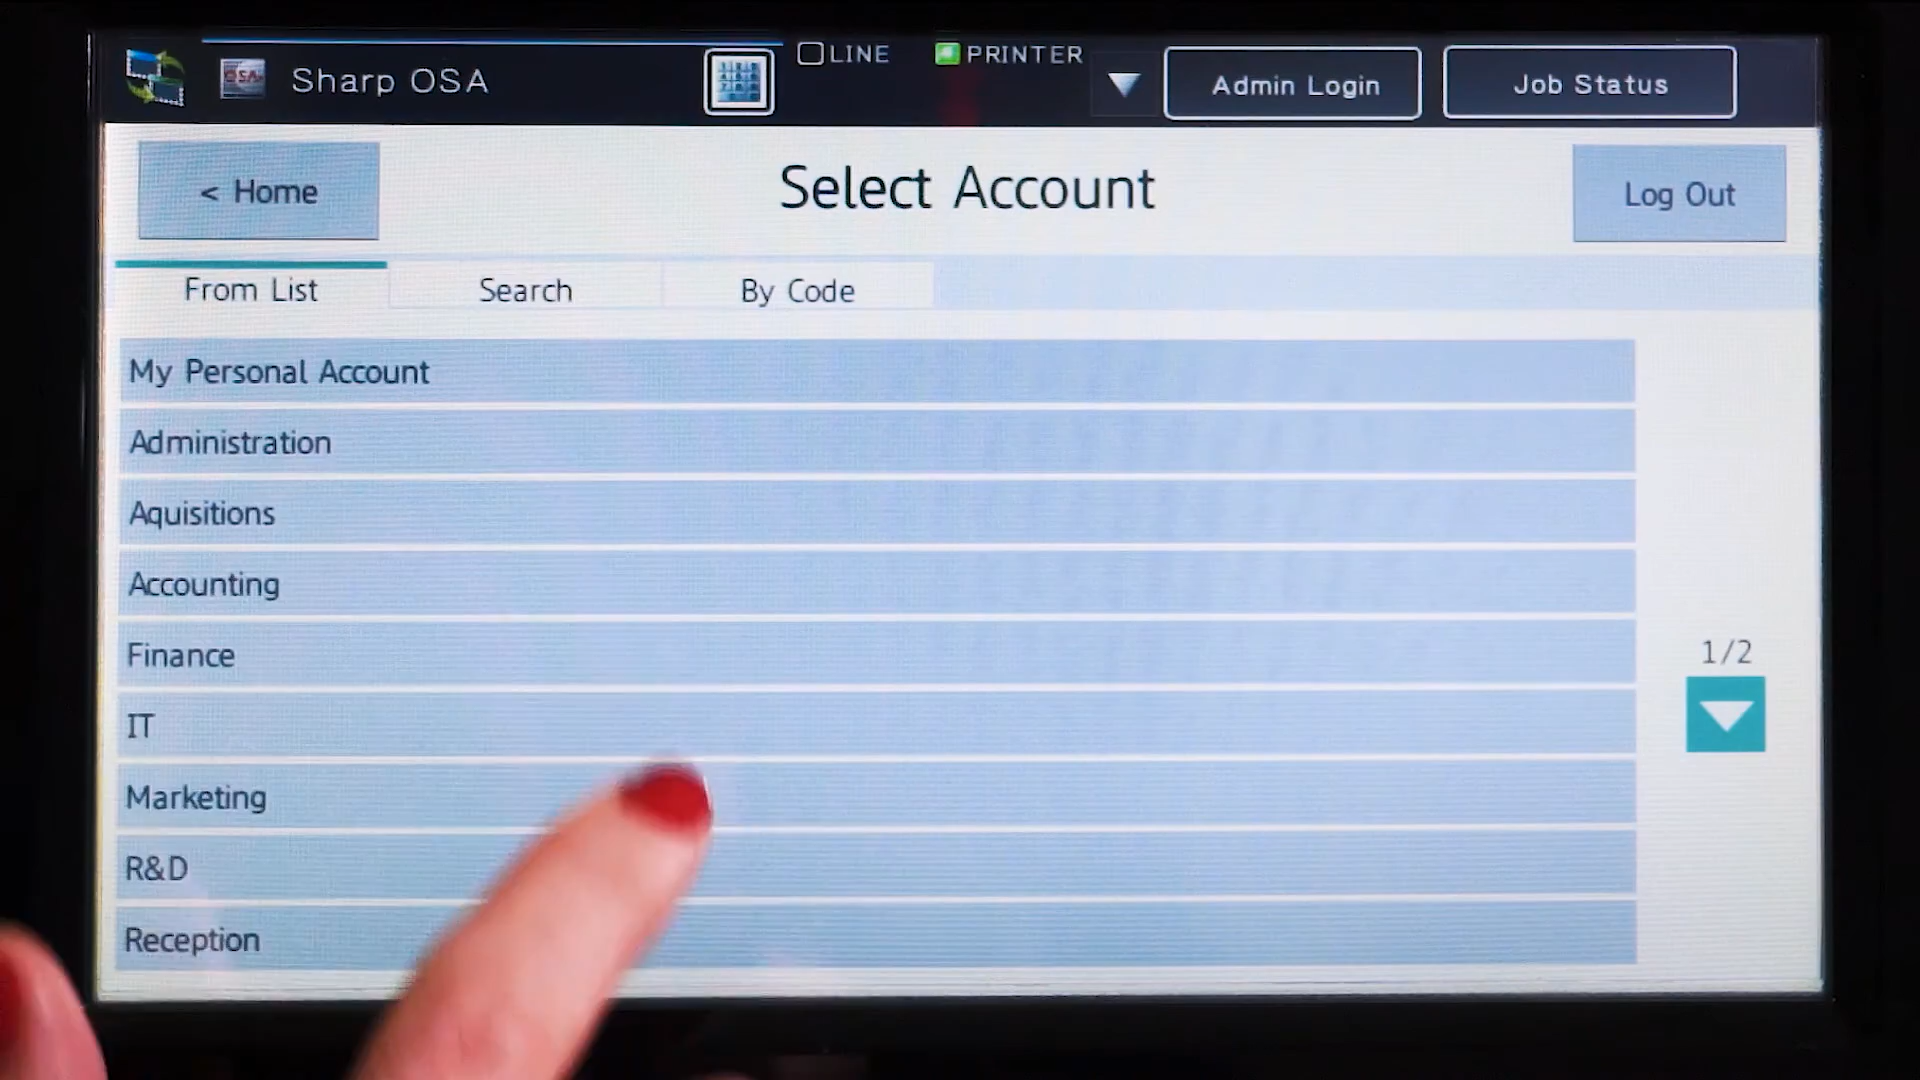 OSA Sharp OSA LINE PRINTER Admin Login Job Status
< Home Select Account Log Out
From List Search By Code
My Personal Account
Administration
Aquisitions
Accounting
Finance
1/2
IT
Marketing
R&D
Reception